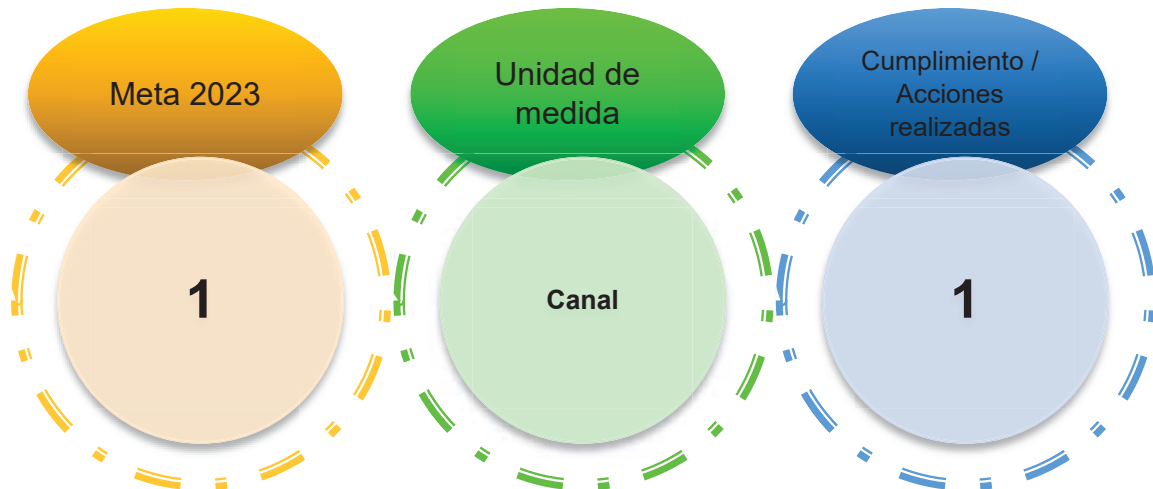 Meta 2023
Unidad de
medida
Cumplimiento /
Acciones
realizadas
1
Canal
1